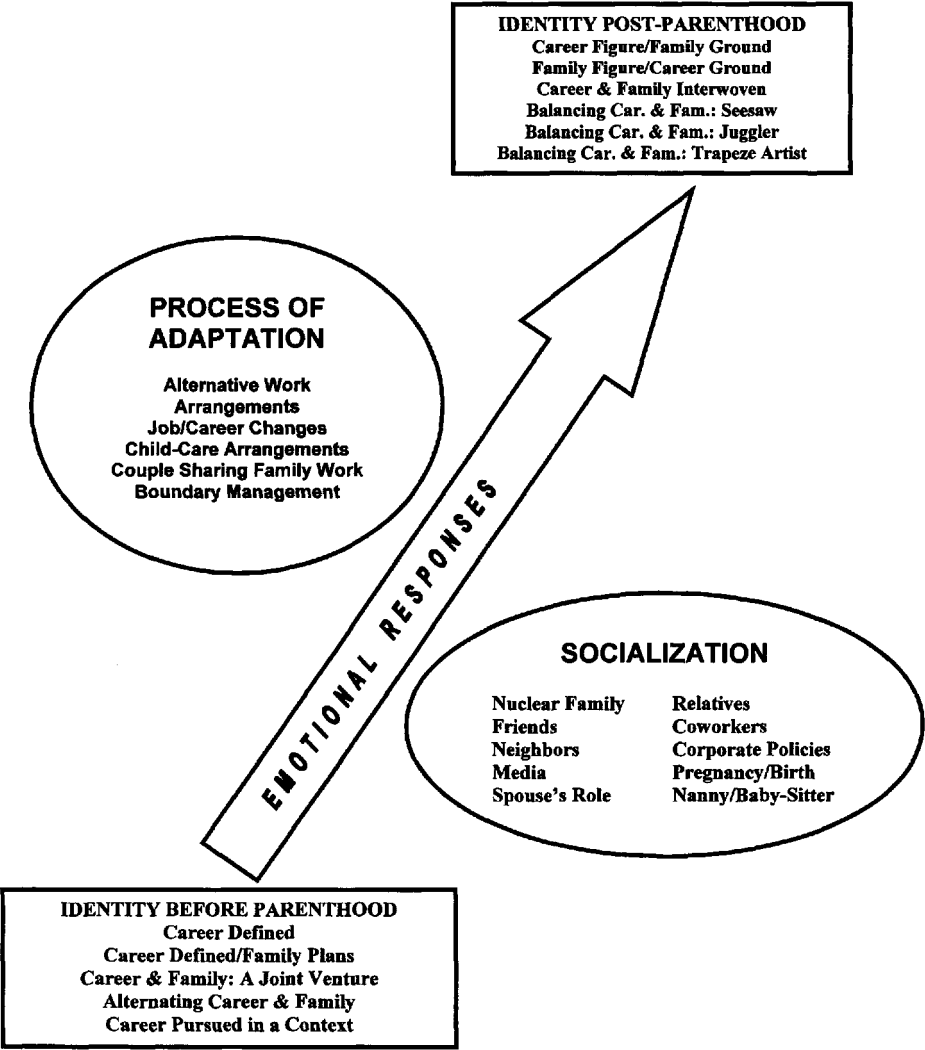 IDENTITY POST-PARENTHOOD
Career Figure/Family Ground
Family Figure/Career Ground
Career & Family Interwoven
Balancing Car. & Fam.: Seesaw
Balancing Car. & Fam.: Juggler
Balancing Car. & Fam.: Trapeze Artist
PROCESS OF
ADAPTATION
Alternative Work
Arrangements
Job/Career Changes
Child-Care Arrangements
Couple Sharing Family Work
Boundary Management
EMOTIONAL RESPONSES
SOCIALIZATION
Nuclear Family Relatives
Friends Coworkers
Neighbors Corporate Policies
Media Pregnancy/Birth
Spouse's Role Nanny/Baby-Sitter
IDENTITY BEFORE PARENTHOOD
Career Defined
Career Defined/Family Plans
Career & Family: A Joint Venture
Alternating Career & Family
Career Pursued in a Context